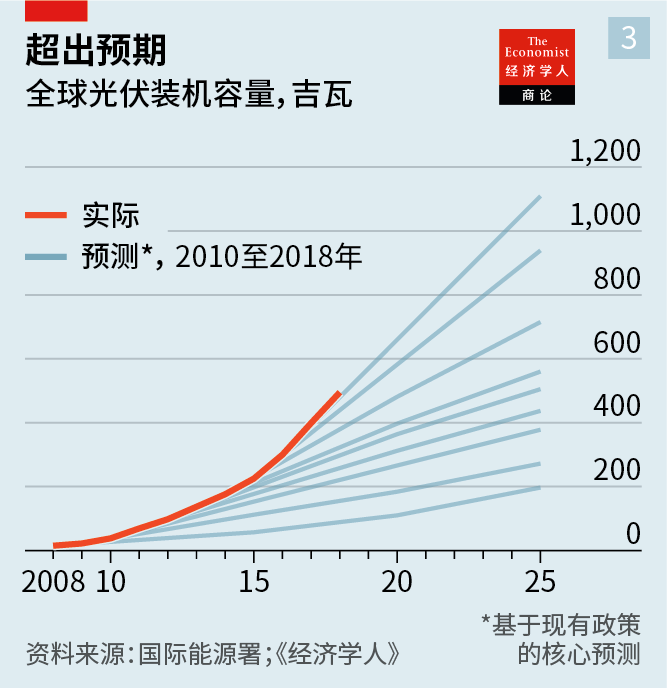 超出预期
全球光伏装机容量，吉瓦
The
Economist
经济学人
商论
3
实际
预测*，2010至2018年
1,200
1,000
800
600
400
200
0
2008 10 15 20 25
*基于现有政策
的核心预测
资料来源：国际能源署；《经济学人》